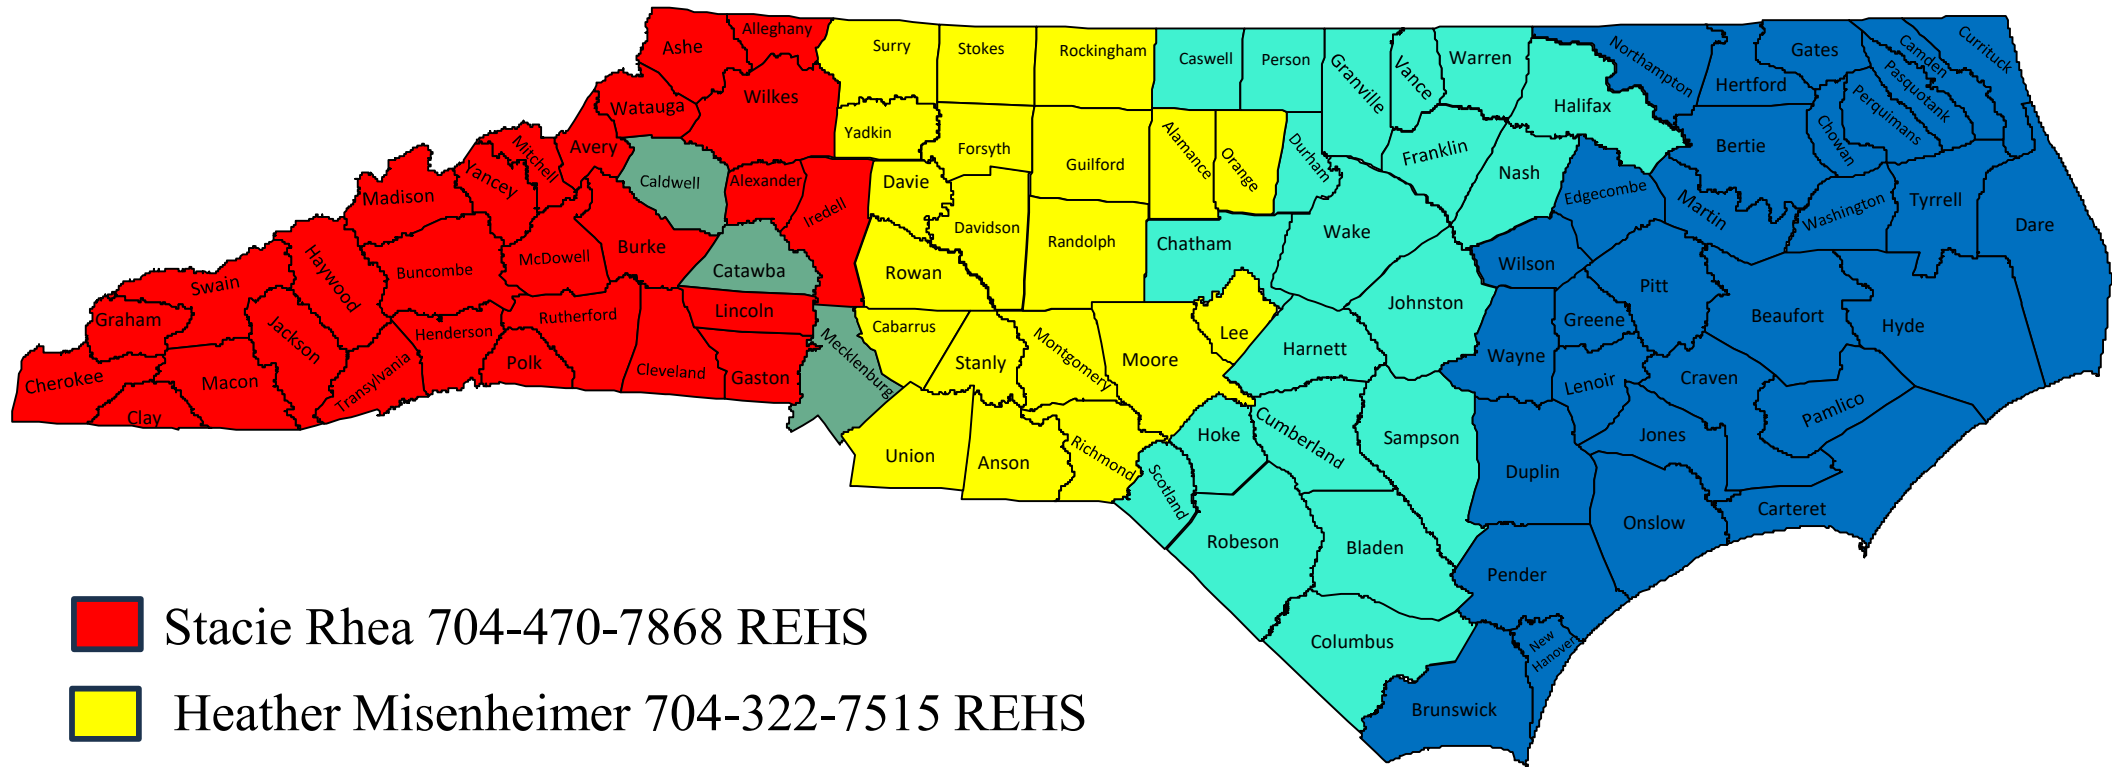 Ashe
Alleghany
Surry
Stokes
Rockingham
Caswell
Person
Granville
Vance
Warren
Northampton
Gates
Camden
Currituck
Hertford
Pasquotank
Perquimans
Chowan
Halifax
Watauga
Wilkes
Yadkin
Forsyth
Guilford
Alamance
Orange
Durham
Franklin
Nash
Bertie
Mitchell
Avery
Yancey
Caldwell
Alexander
Iredell
Davie
Davidson
Randolph
Chatham
Wake
Edgecombe
Martin
Washington
Tyrrell
Dare
Madison
Haywood
Buncombe
McDowell
Burke
Catawba
Rowan
Johnston
Wilson
Pitt
Beaufort
Hyde
Swain
Graham
Jackson
Henderson
Rutherford
Lincoln
Mecklenburg
Cabarrus
Stanly
Montgomery
Moore
Lee
Harnett
Wayne
Greene
Cherokee
Clay
Macon
Transylvania
Polk
Cleveland
Gaston
Lenoir
Craven
Pamlico
Union
Anson
Richmond
Hoke
Scotland
Cumberland
Sampson
Duplin
Jones
Onslow
Carteret
Robeson
Bladen
Pender
Columbus
New
Hanover
Brunswick
Stacie Rhea 704-470-7868 REHS
Heather Misenheimer 704-322-7515 REHS